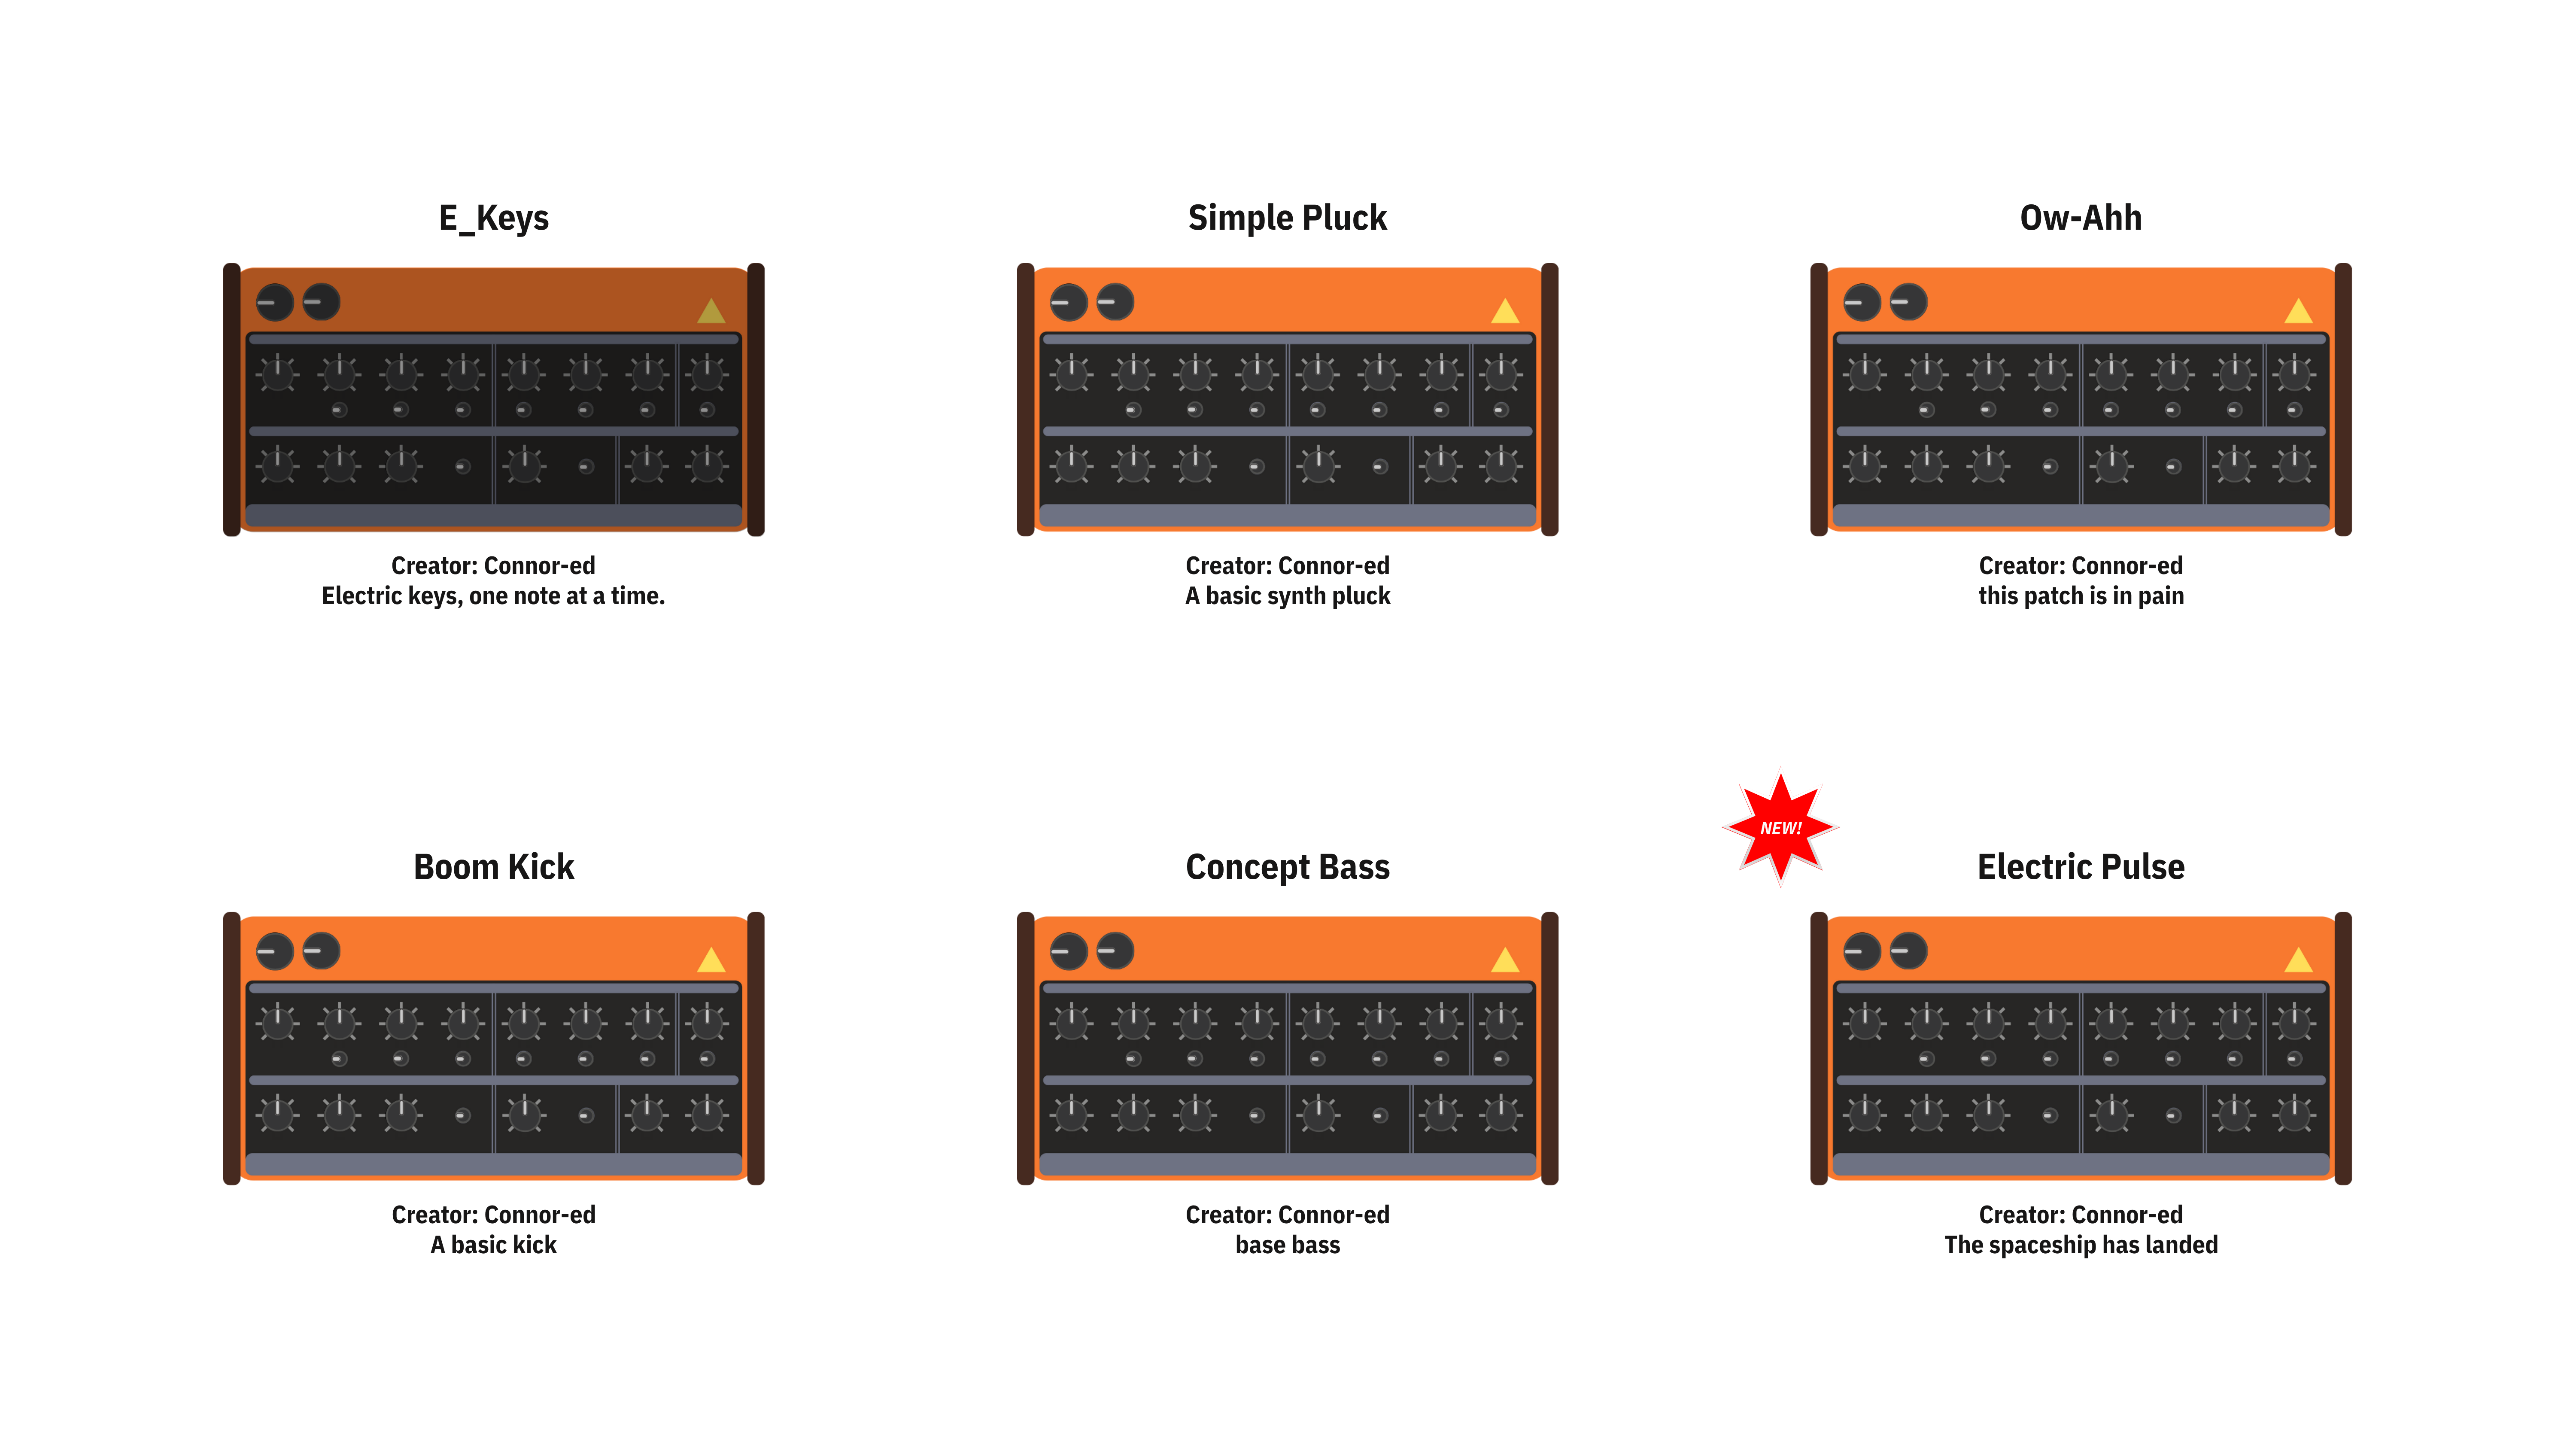 E_Keys
Creator: Connor-ed
Electric keys, one note at a time.
Simple Pluck
Creator: Connor-ed
A basic synth pluck
Ow-Ahh
Creator: Connor-ed
this patch is in pain
Boom Kick
Creator: Connor-ed
A basic kick
Concept Bass
Creator: Connor-ed
base bass
NEW!
Electric Pulse
Creator: Connor-ed
The spaceship has landed